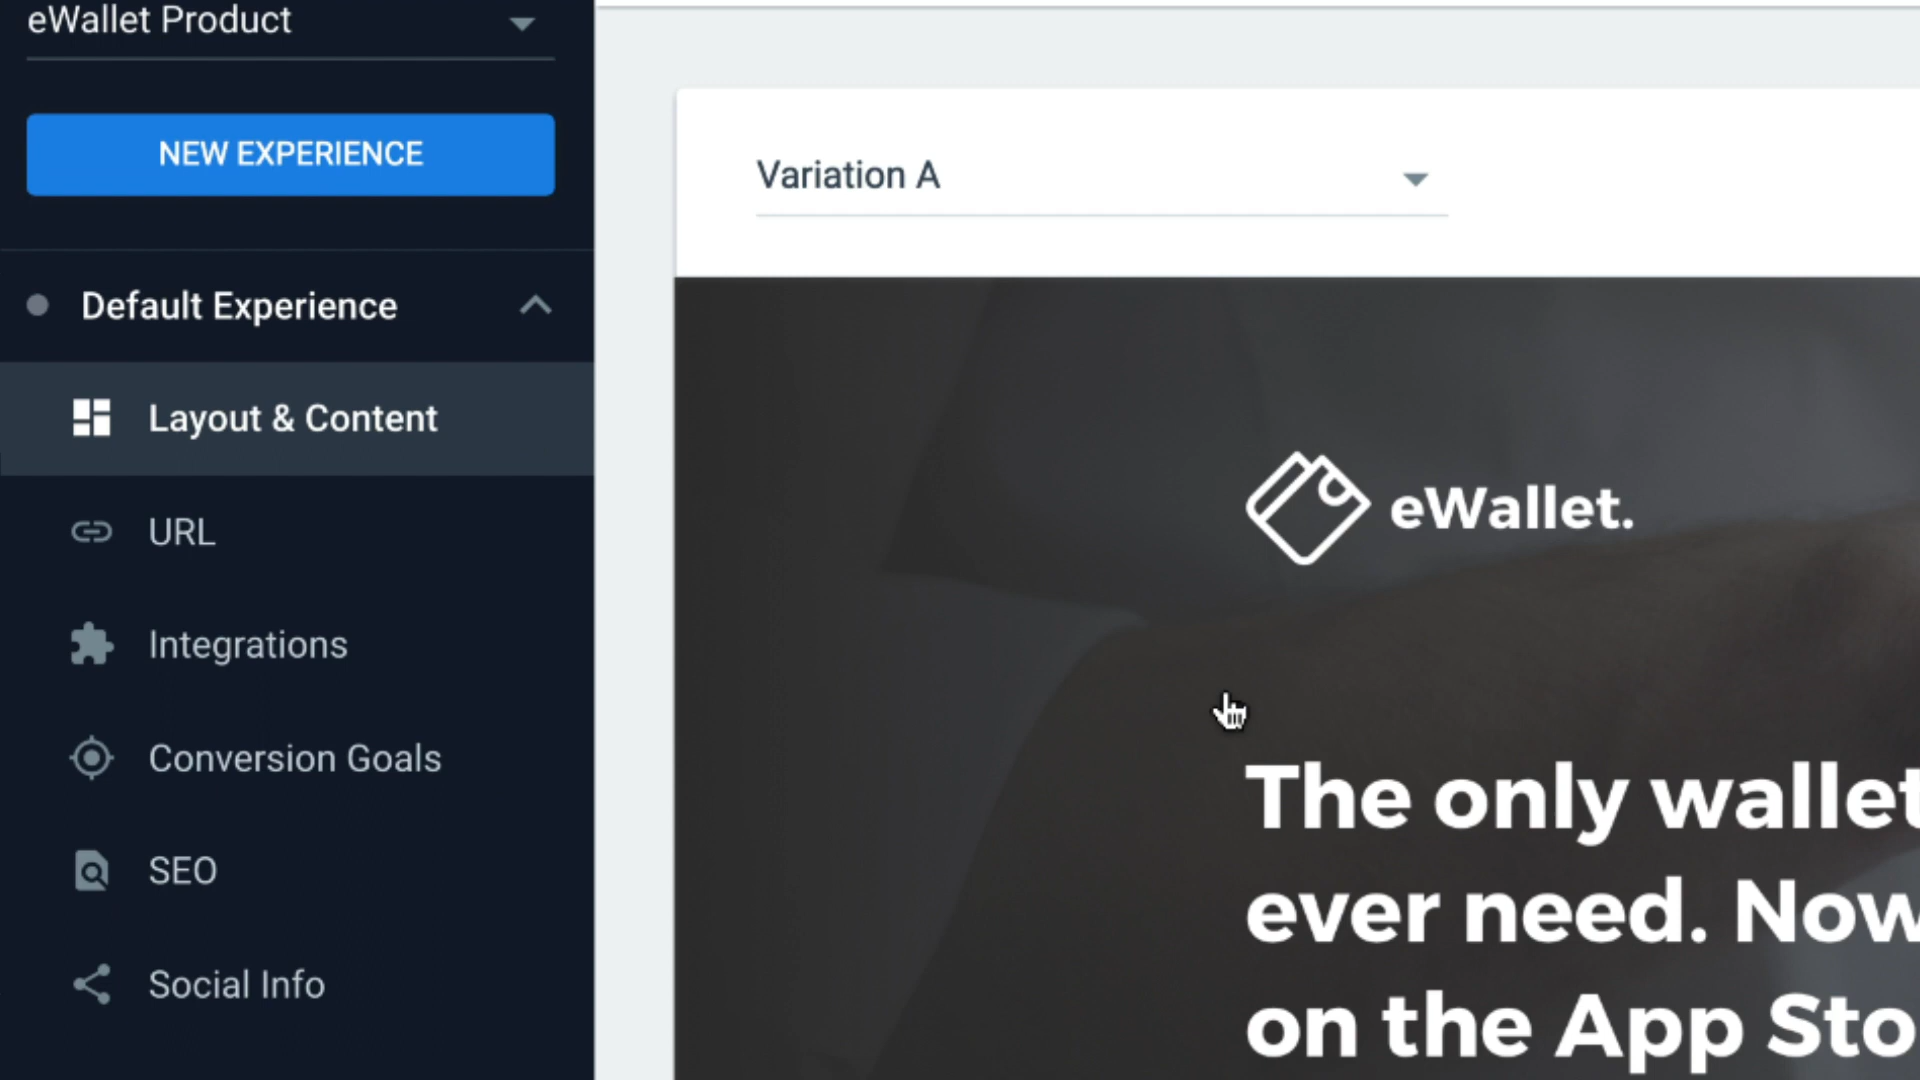 eWallet Product
NEW EXPERIENCE
Default Experience
Layout & Content
URL
Integrations
Conversion Goals
SEO
Social Info
Variation A
eWallet.
The only wallet
ever need. Now
on the App Sto